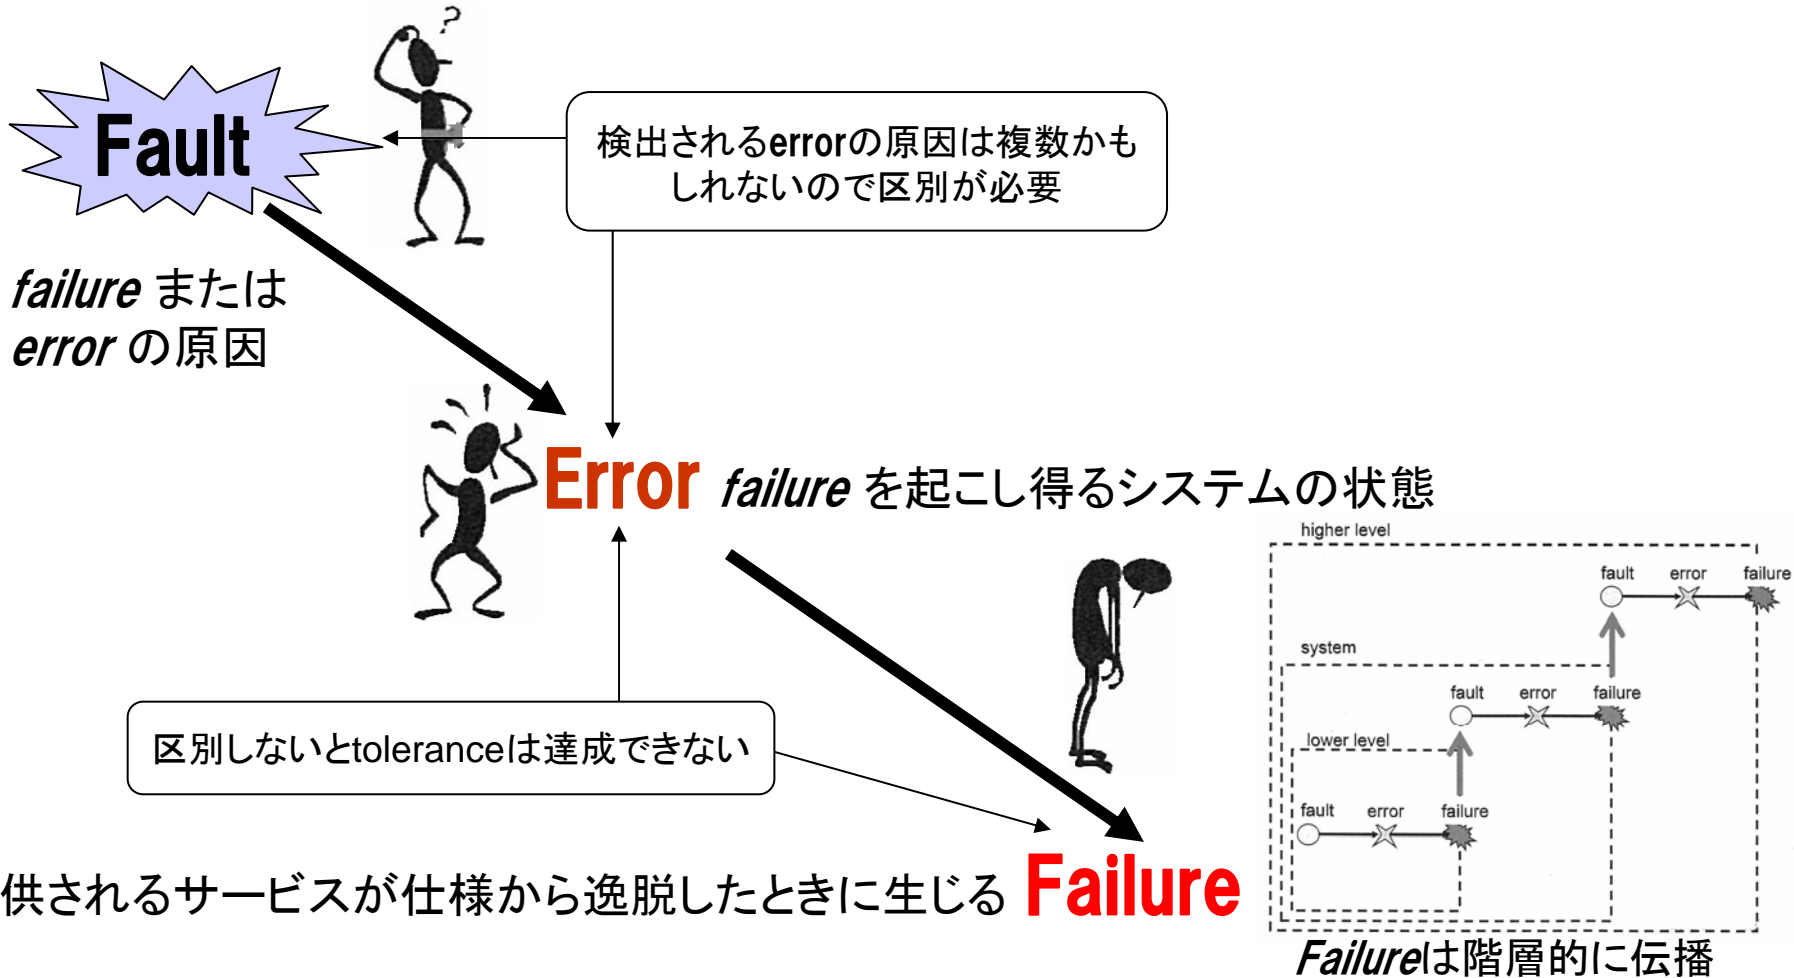 ?
Fault
検出されるerrorの原因は複数かも
しれないので区別が必要
failure または
error の原因
Error failure を起こし得るシステムの状態
higher level
fault error failure
system
fault error failure
lower level
fault error failure
区別しないとtoleranceは達成できない
供されるサービスが仕様から逸脱したときに生じる Failure
Failureは階層的に伝播